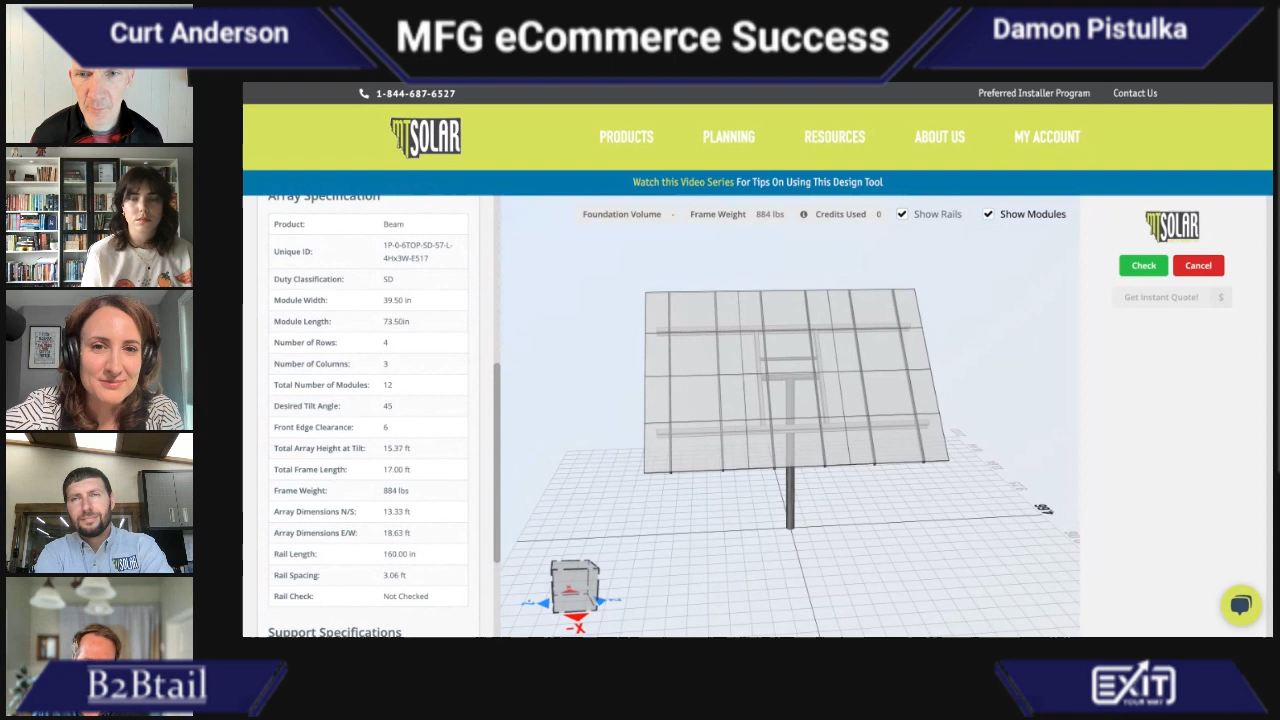 Curt Anderson
MFG eCommerce Success
Damon Pistulka
1-844-687-6527
Preferred Installer Program
Contact Us
MT SOLAR
PRODUCTS
PLANNING
RESOURCES
ABOUT US
MY ACCOUNT
Watch this Video Series For Tips On Using This Design Tool
Array Specification
Product: Beam
Unique ID: 1P-0-6TOP-SD-57-L-
4Hx3W-E517
Duty Classification: SD
Module Width: 39.50 in
Module Length: 73.50in
Number of Rows: 4
Number of Columns: 3
Total Number of Modules: 12
Desired Tilt Angle: 45
Front Edge Clearance: 6
Total Array Height at Tilt: 15.37 ft
Total Frame Length: 17.00 ft
Frame Weight: 884 lbs
Array Dimensions N/S: 13.33 ft
Array Dimensions E/W: 18.63 ft
Rail Length: 160.00 in
Rail Spacing: 3.06 ft
Rail Check: Not Checked
Support Specifications
Foundation Volume -
Frame Weight 884 lbs
Credits Used 0
Show Rails
Show Modules
-X
MT SOLAR
Check
Cancel
Get Instant Quote! $
SOLAR
B2Btail
EXIT
YOUR WAY